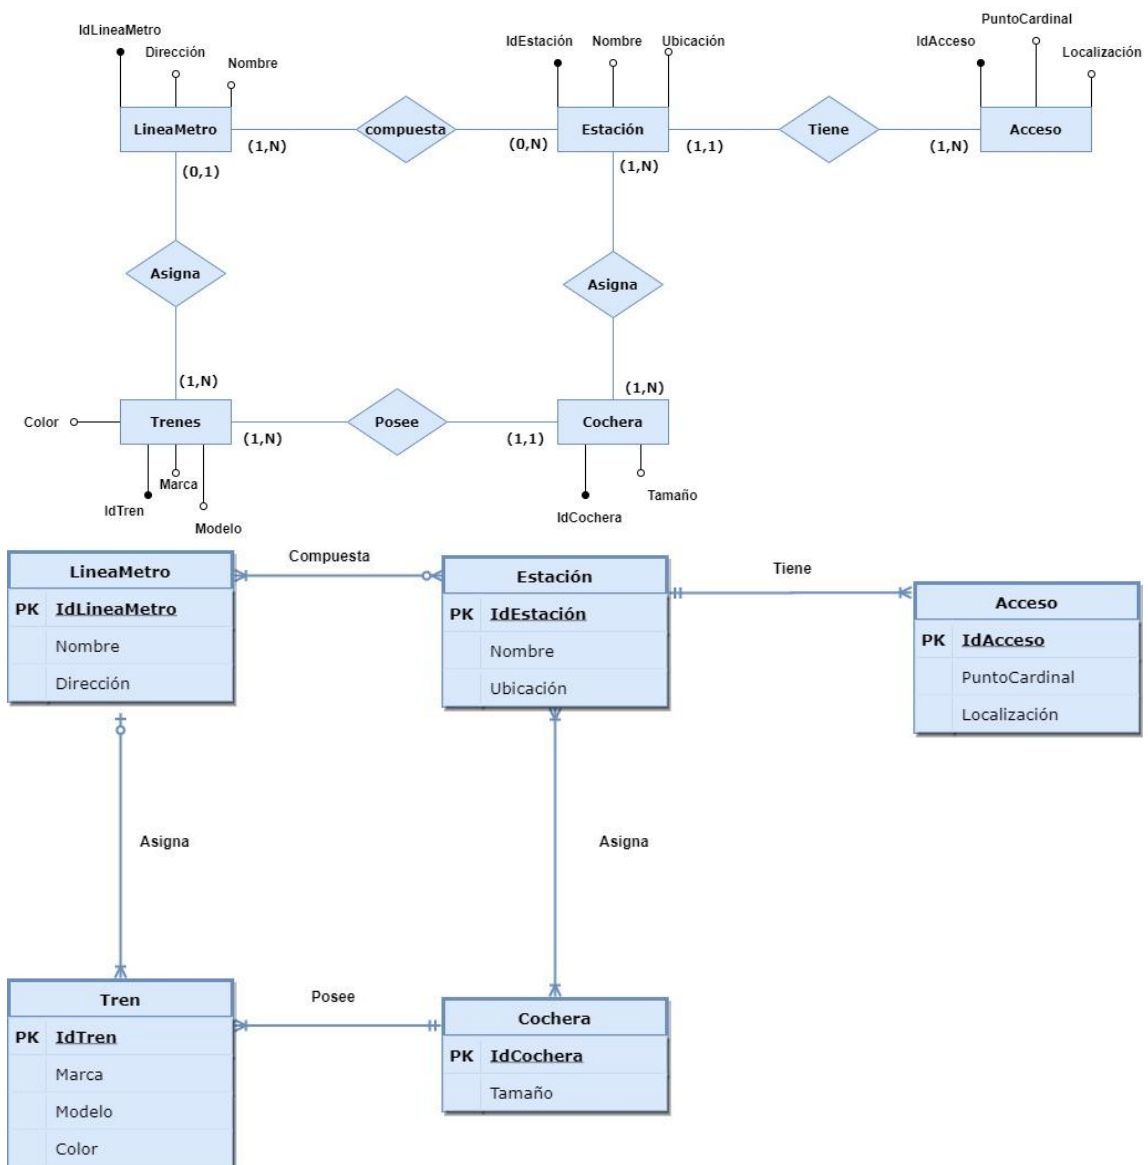 IdLineaMetro
Dirección
Nombre
IdEstación
Nombre
Ubicación
PuntoCardinal
IdAcceso
Localización
LineaMetro
(1,N)
compuesta
(0,N)
Estación
(1,1)
Tiene
(1,N)
Acceso
(0,1)
(1,N)
Asigna
Asigna
(1,N)
(1,N)
Color
Trenes
(1,N)
Posee
(1,1)
Cochera
Marca
IdTren
Modelo
Tamaño
IdCochera
LineaMetro
PK IdLineaMetro
Nombre
Dirección
Compuesta
Estación
PK IdEstación
Nombre
Ubicación
Tiene
Acceso
PK IdAcceso
PuntoCardinal
Localización
Asigna
Asigna
Tren
PK IdTren
Marca
Modelo
Color
Posee
Cochera
PK IdCochera
Tamaño